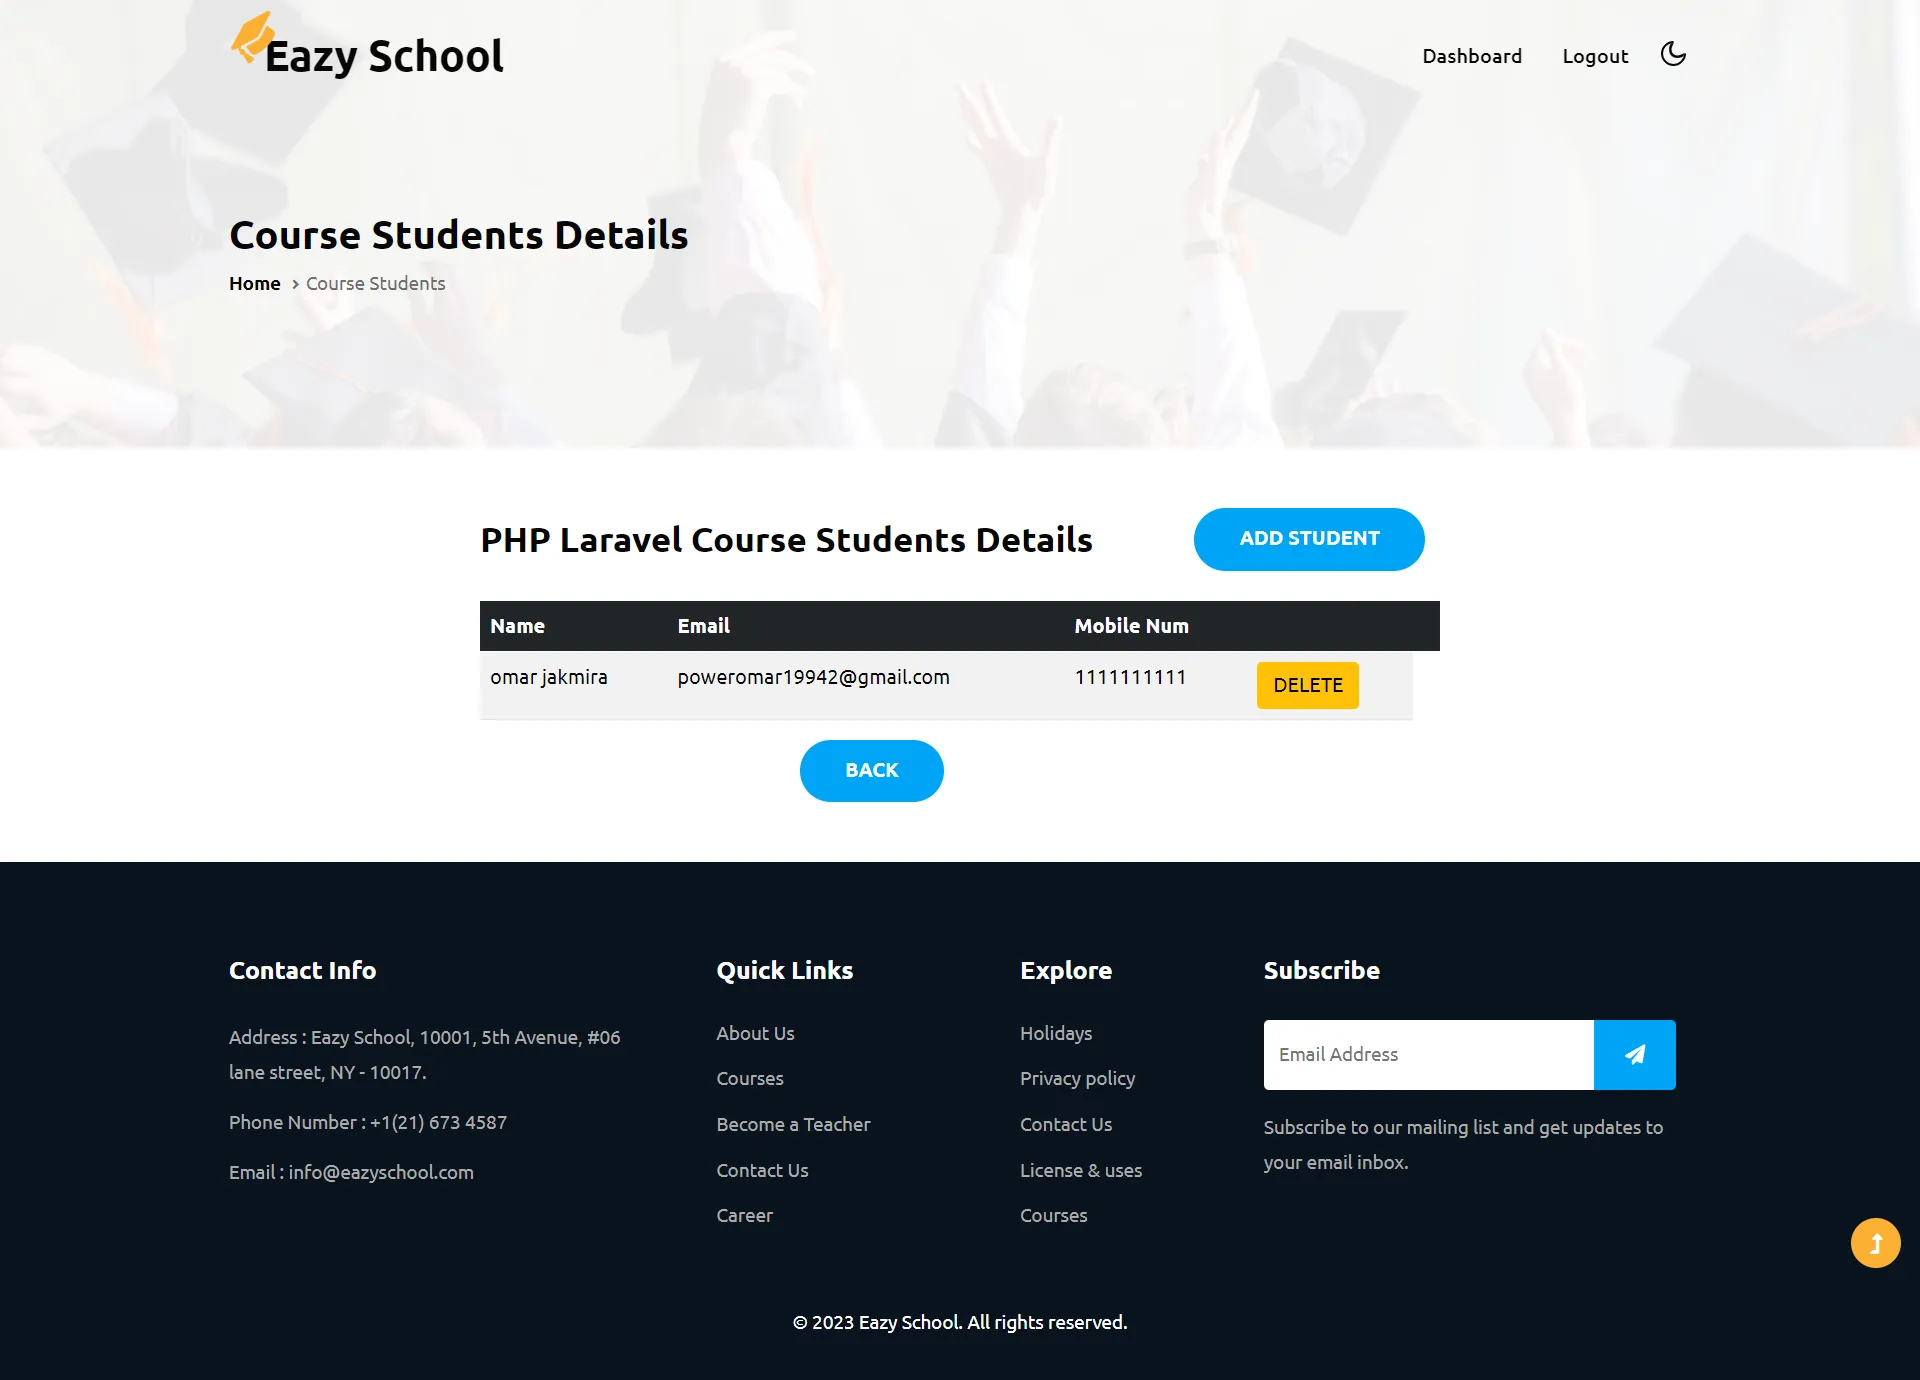 Eazy School
Dashboard
Logout
Course Students Details
Home
Course Students
PHP Laravel Course Students Details
ADD STUDENT
Name Email Mobile Num
omar jakmira poweromar19942@gmail.com 1111111111 DELETE
BACK
Contact Info
Address : Eazy School, 10001, 5th Avenue, #06
lane street, NY - 10017.
Phone Number : +1(21) 673 4587
Email : info@eazyschool.com
Quick Links
About Us
Courses
Become a Teacher
Contact Us
Career
Explore
Holidays
Privacy policy
Contact Us
License & uses
Courses
Subscribe
Email Address
Subscribe to our mailing list and get updates to
your email inbox.
© 2023 Eazy School. All rights reserved.